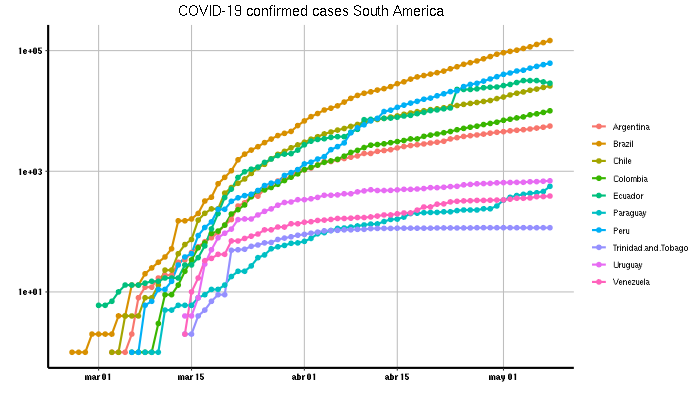 COVID-19 confirmed cases South America
1e+05
1e+03
1e+01
mar 01
mar 15
abr 01
abr 15
may 01
Argentina
Brazil
Chile
Colombia
Ecuador
Paraguay
Peru
Trinidad.and.Tobago
Uruguay
Venezuela